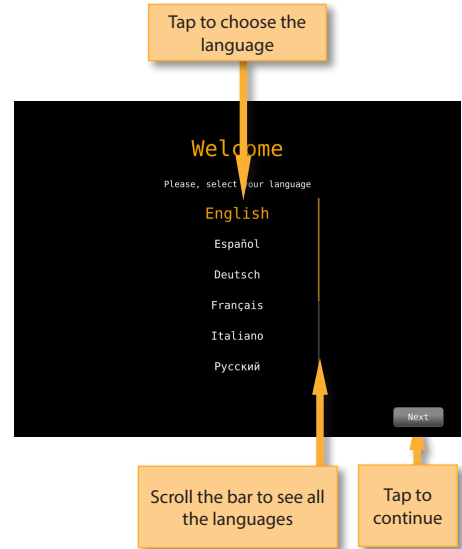 Tap to choose the
language
Welcome
Please, select your language
English
Español
Deutsch
Français
Italiano
Русский
Next
Scroll the bar to see all
the languages
Tap to
continue